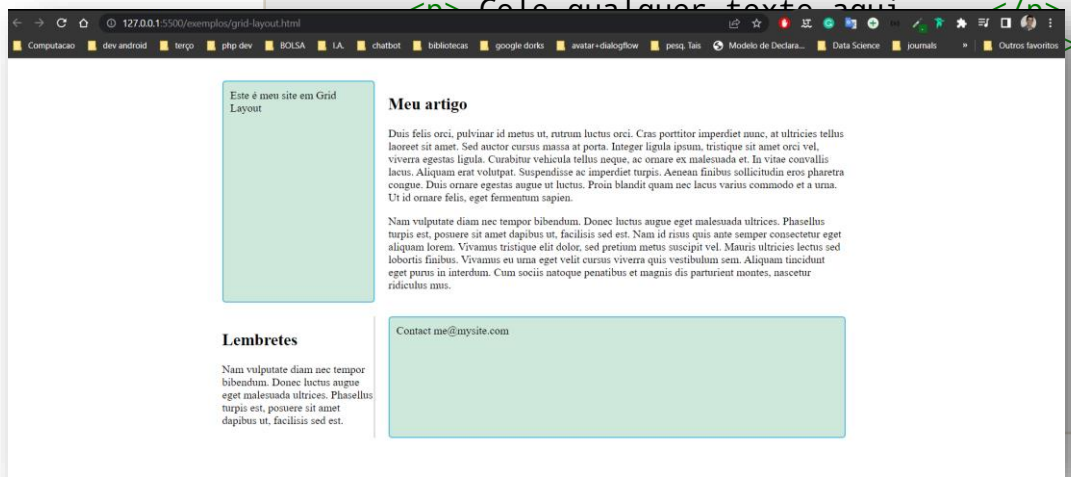 <p> Cole qualquer texto aqui </p>
127.0.0.1:5500/exemplos/grid-layout.html
Computacao dev android terço php dev BOLSA I.A. chatbot bibliotecas google dorks avatar+dialogflow pesq. Tais Modelo de Declara... Data Science journals » Outros favoritos
Este é meu site em Grid
Layout
Meu artigo
Duis felis orci, pulvinar id metus ut, rutrum luctus orci. Cras porttitor imperdiet nunc, at ultricies tellus
laoreet sit amet. Sed auctor cursus massa at porta. Integer ligula ipsum, tristique sit amet orci vel,
viverra egestas ligula. Curabitur vehicula tellus neque, ac ornare ex malesuada et. In vitae convallis
lacus. Aliquam erat volutpat. Suspendisse ac imperdiet turpis. Aenean finibus sollicitudin eros pharetra
congue. Duis ornare egestas augue ut luctus. Proin blandit quam nec lacus varius commodo et a urna.
Ut id ornare felis, eget fermentum sapien.
Nam vulputate diam nec tempor bibendum. Donec luctus augue eget malesuada ultrices. Phasellus
turpis est, posuere sit amet dapibus ut, facilisis sed est. Nam id risus quis ante semper consectetur eget
aliquam lorem. Vivamus tristique elit dolor, sed pretium metus suscipit vel. Mauris ultricies lectus sed
lobortis finibus. Vivamus eu urna eget velit cursus viverra quis vestibulum sem. Aliquam tincidunt
eget purus in interdum. Cum sociis natoque penatibus et magnis dis parturient montes, nascetur
ridiculus mus.
Lembretes
Nam vulputate diam nec tempor
bibendum. Donec luctus augue
eget malesuada ultrices. Phasellus
turpis est, posuere sit amet
dapibus ut, facilisis sed est.
Contact me@mysite.com